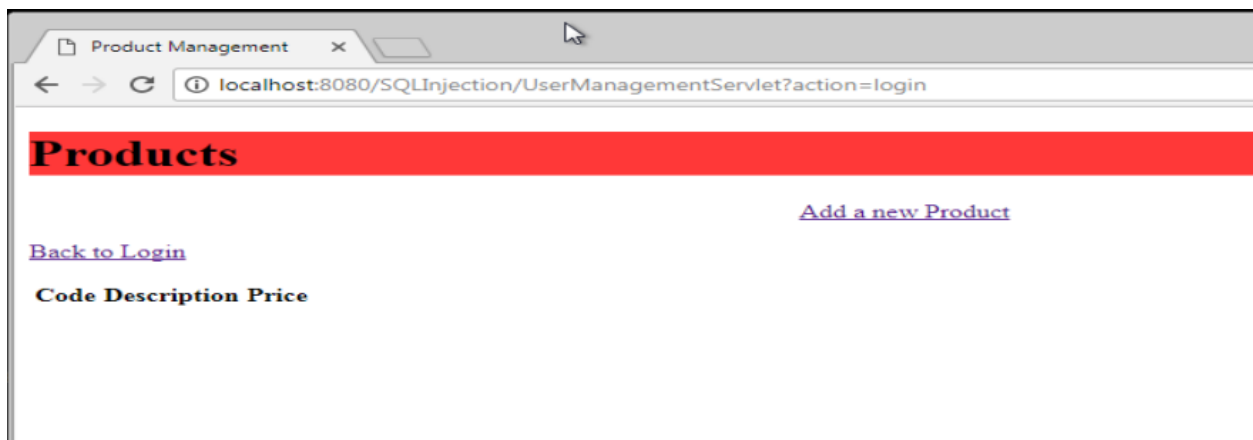 Product Management
localhost:8080/SQLInjection/UserManagementServlet?action=login
Products
Add a new Product
Back to Login
Code Description Price